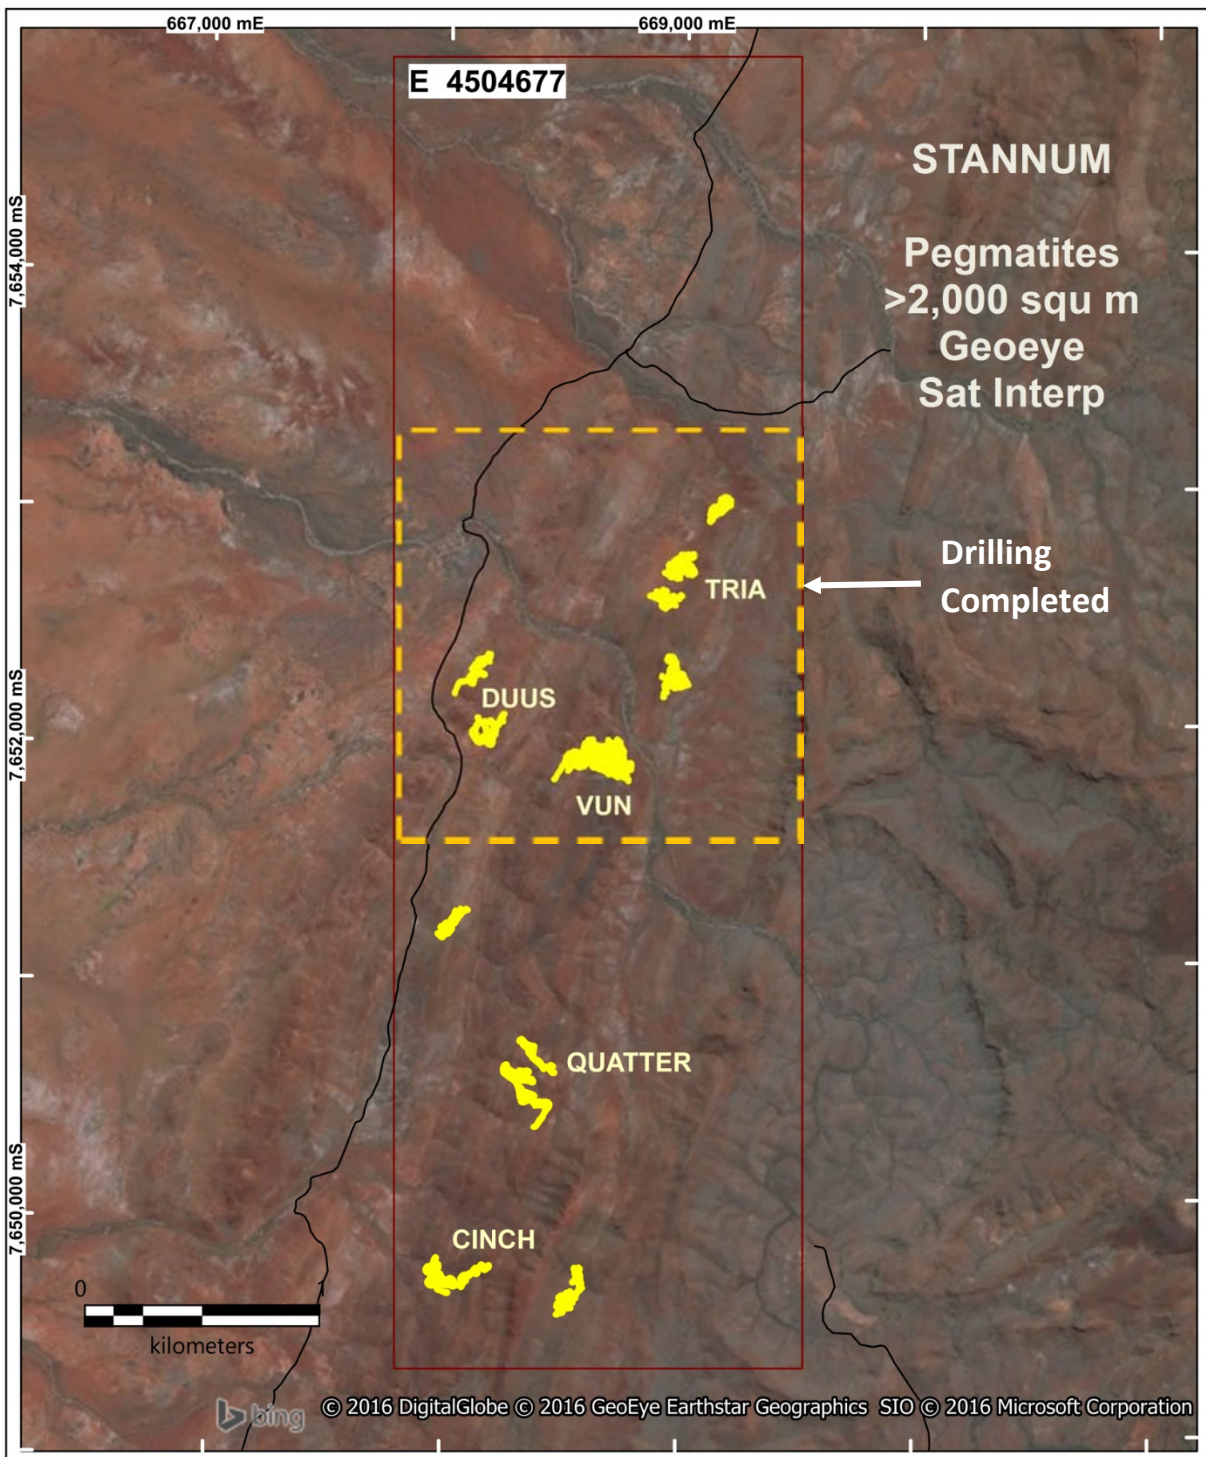 667,000 mE
669,000 mE
E 4504677
STANNUM
Pegmatites
>2,000 squ m
Geoeye
Sat Interp
7,654,000 mS
Drilling
Completed
TRIA
DUUS
7,652,000 mS
VUN
QUATTER
7,650,000 mS
CINCH
0
1
kilometers
bing
© 2016 DigitalGlobe © 2016 GeoEye Earthstar Geographics SIO © 2016 Microsoft Corporation